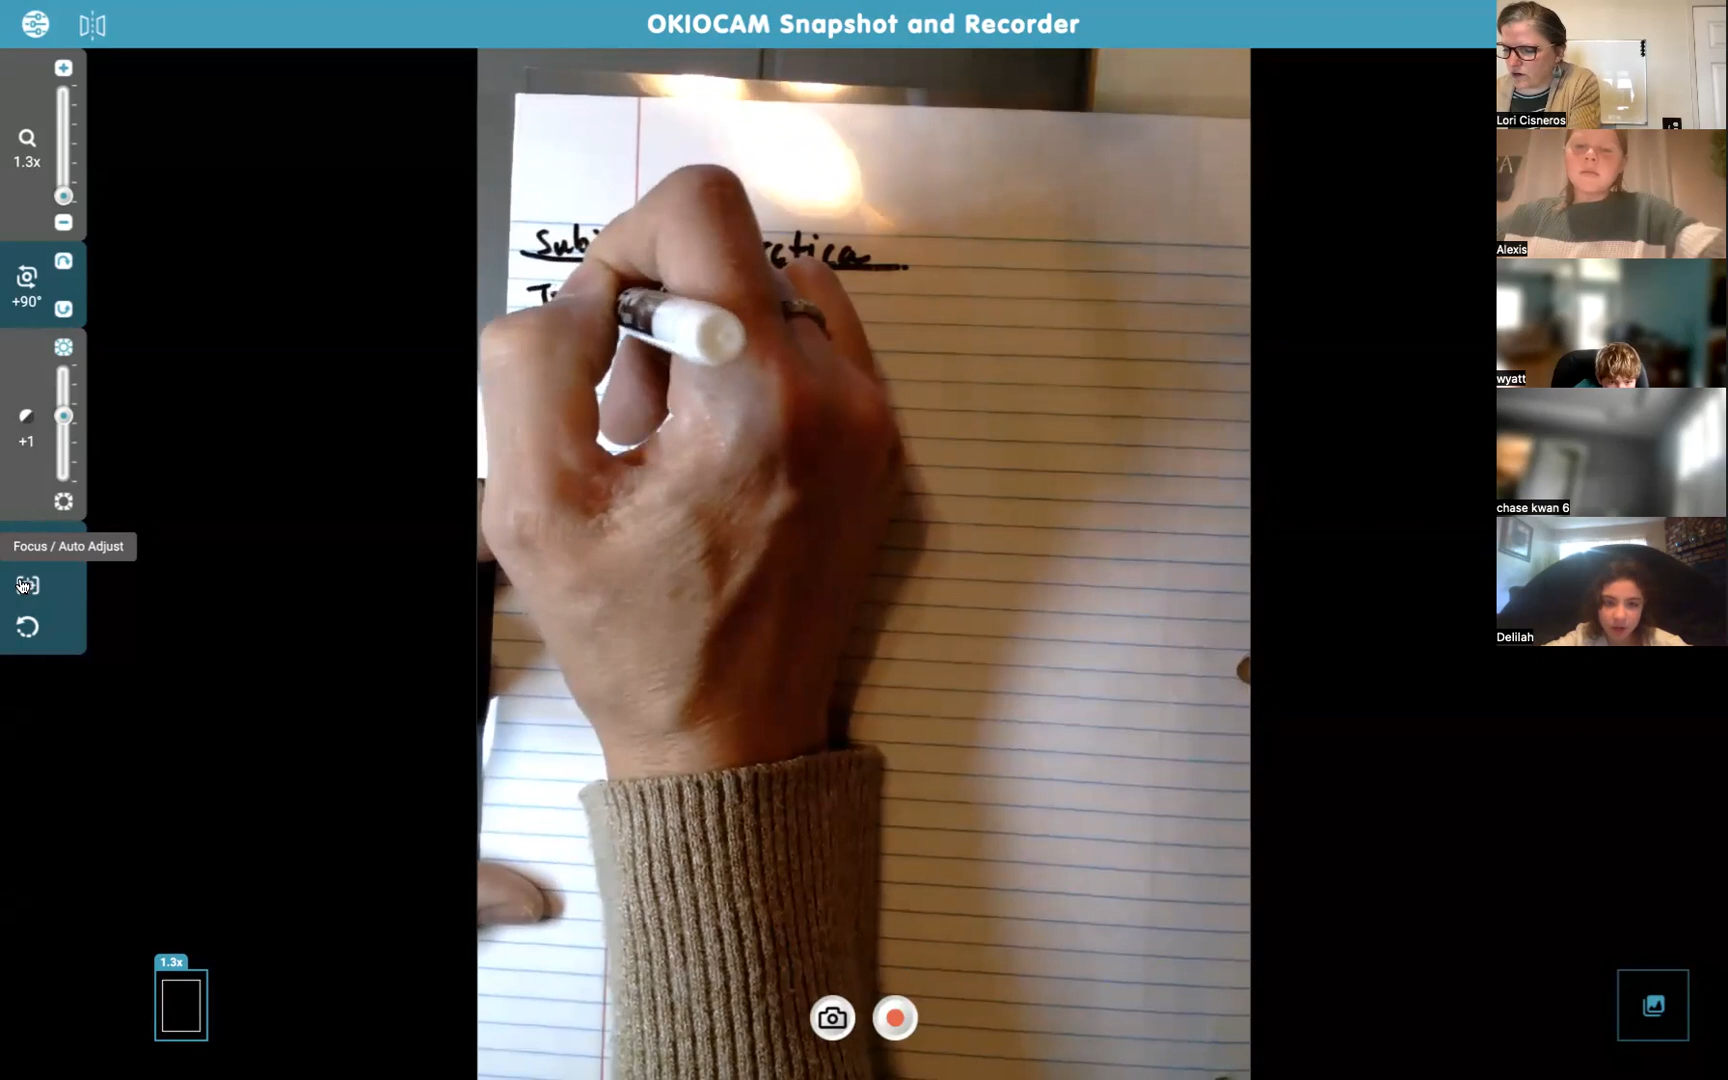 OKIOCAM Snapshot and Recorder
1.3x
+90°
+1
Focus / Auto Adjust
1.3x
Lori Cisneros
Alexis
wyatt
chase kwan 6
Delilah